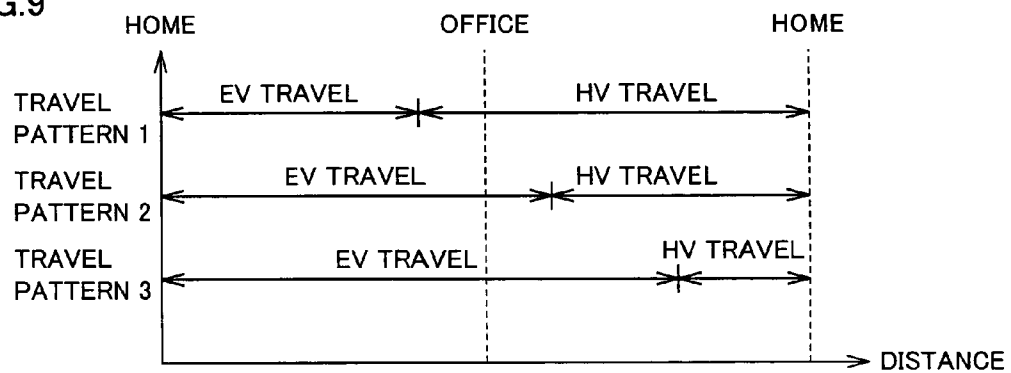 G.9
HOME OFFICE HOME
EV TRAVEL HV TRAVEL
TRAVEL
PATTERN 1
EV TRAVEL HV TRAVEL
TRAVEL
PATTERN 2
EV TRAVEL HV TRAVEL
TRAVEL
PATTERN 3
DISTANCE